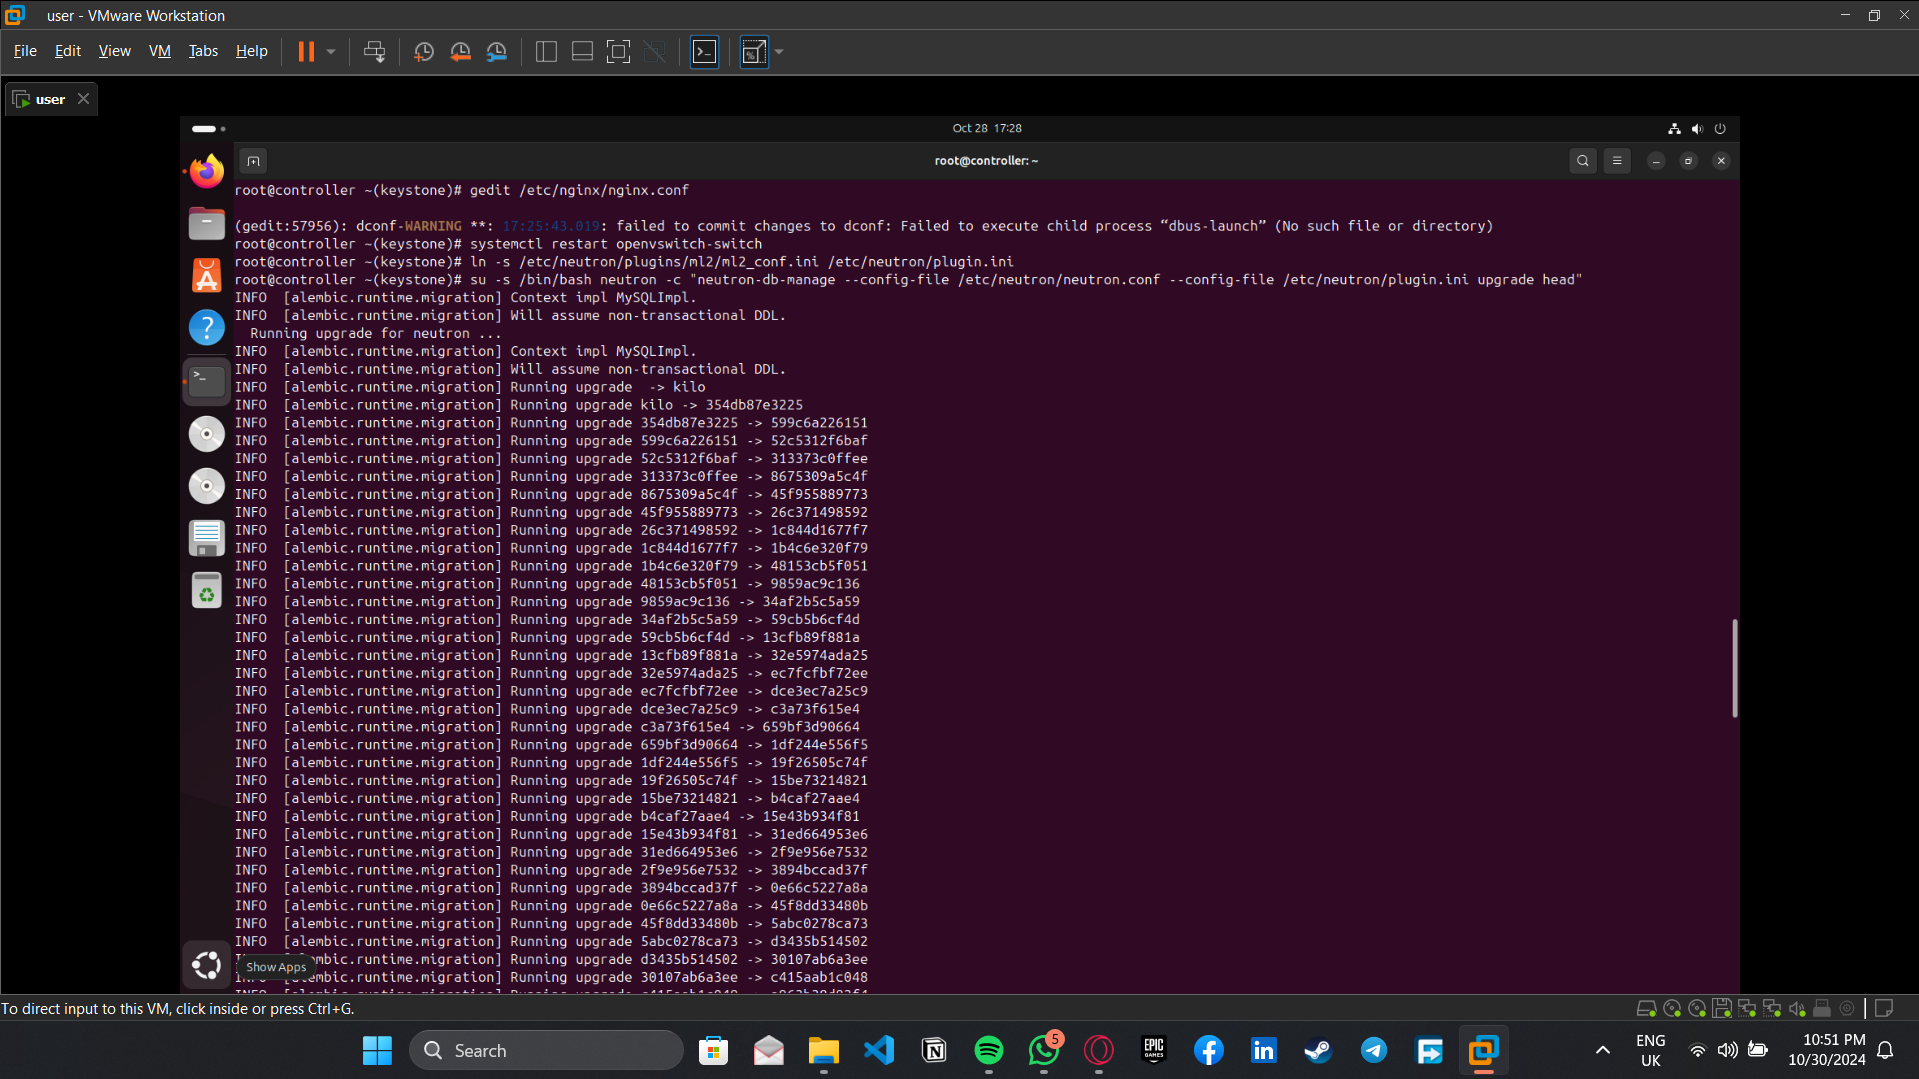 user - VMware Workstation
File Edit View VM Tabs Help
user
Oct 28 17:28
root@controller: ~
root@controller ~(keystone)# gedit /etc/nginx/nginx.conf
(gedit:57956): dconf-WARNING **: 17:25:43.019: failed to commit changes to dconf: Failed to execute child process “dbus-launch” (No such file or directory)
root@controller ~(keystone)# systemctl restart openvswitch-switch
root@controller ~(keystone)# ln -s /etc/neutron/plugins/ml2/ml2_conf.ini /etc/neutron/plugin.ini
root@controller ~(keystone)# su -s /bin/bash neutron -c "neutron-db-manage --config-file /etc/neutron/neutron.conf --config-file /etc/neutron/plugin.ini upgrade head"
INFO [alembic.runtime.migration] Context impl MySQLImpl.
INFO [alembic.runtime.migration] Will assume non-transactional DDL.
Running upgrade for neutron ...
INFO [alembic.runtime.migration] Context impl MySQLImpl.
INFO [alembic.runtime.migration] Will assume non-transactional DDL.
INFO [alembic.runtime.migration] Running upgrade -> kilo
INFO [alembic.runtime.migration] Running upgrade kilo -> 354db87e3225
INFO [alembic.runtime.migration] Running upgrade 354db87e3225 -> 599c6a226151
INFO [alembic.runtime.migration] Running upgrade 599c6a226151 -> 52c5312f6baf
INFO [alembic.runtime.migration] Running upgrade 52c5312f6baf -> 313373c0ffee
INFO [alembic.runtime.migration] Running upgrade 313373c0ffee -> 8675309a5c4f
INFO [alembic.runtime.migration] Running upgrade 8675309a5c4f -> 45f955889773
INFO [alembic.runtime.migration] Running upgrade 45f955889773 -> 26c371498592
INFO [alembic.runtime.migration] Running upgrade 26c371498592 -> 1c844d1677f7
INFO [alembic.runtime.migration] Running upgrade 1c844d1677f7 -> 1b4c6e320f79
INFO [alembic.runtime.migration] Running upgrade 1b4c6e320f79 -> 48153cb5f051
INFO [alembic.runtime.migration] Running upgrade 48153cb5f051 -> 9859ac9c136
INFO [alembic.runtime.migration] Running upgrade 9859ac9c136 -> 34af2b5c5a59
INFO [alembic.runtime.migration] Running upgrade 34af2b5c5a59 -> 59cb5b6cf4d
INFO [alembic.runtime.migration] Running upgrade 59cb5b6cf4d -> 13cfb89f881a
INFO [alembic.runtime.migration] Running upgrade 13cfb89f881a -> 32e5974ada25
INFO [alembic.runtime.migration] Running upgrade 32e5974ada25 -> ec7fcfbf72ee
INFO [alembic.runtime.migration] Running upgrade ec7fcfbf72ee -> dce3ec7a25c9
INFO [alembic.runtime.migration] Running upgrade dce3ec7a25c9 -> c3a73f615e4
INFO [alembic.runtime.migration] Running upgrade c3a73f615e4 -> 659bf3d90664
INFO [alembic.runtime.migration] Running upgrade 659bf3d90664 -> 1df244e556f5
INFO [alembic.runtime.migration] Running upgrade 1df244e556f5 -> 19f26505c74f
INFO [alembic.runtime.migration] Running upgrade 19f26505c74f -> 15be73214821
INFO [alembic.runtime.migration] Running upgrade 15be73214821 -> b4caf27aae4
INFO [alembic.runtime.migration] Running upgrade b4caf27aae4 -> 15e43b934f81
INFO [alembic.runtime.migration] Running upgrade 15e43b934f81 -> 31ed664953e6
INFO [alembic.runtime.migration] Running upgrade 31ed664953e6 -> 2f9e956e7532
INFO [alembic.runtime.migration] Running upgrade 2f9e956e7532 -> 3894bccad37f
INFO [alembic.runtime.migration] Running upgrade 3894bccad37f -> 0e66c5227a8a
INFO [alembic.runtime.migration] Running upgrade 0e66c5227a8a -> 45f8dd33480b
INFO [alembic.runtime.migration] Running upgrade 45f8dd33480b -> 5abc0278ca73
INFO [alembic.runtime.migration] Running upgrade 5abc0278ca73 -> d3435b514502
[alembic.runtime.migration] Running upgrade d3435b514502 -> 30107ab6a3ee
Show Apps
INFO [alembic.runtime.migration] Running upgrade 30107ab6a3ee -> c415aab1c048
To direct input to this VM, click inside or press Ctrl+G.
Search
5
EPIC GAMES
ENG
UK
10:51 PM
10/30/2024